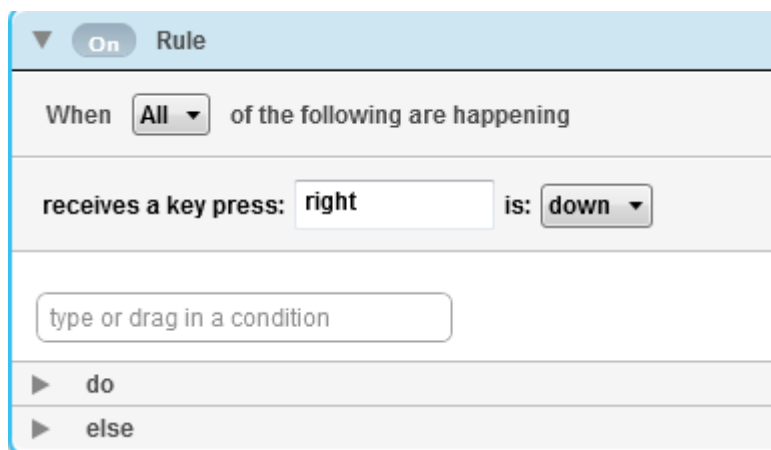 On Rule
When All of the following are happening
receives a key press: right is: down
type or drag in a condition
do
else